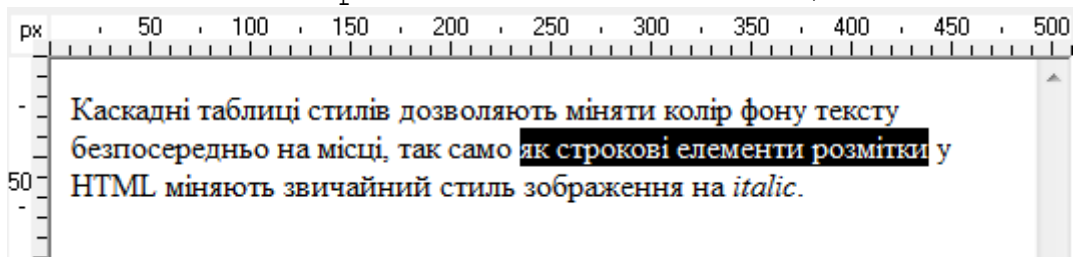 px 50 100 150 200 250 300 350 400 450 500
Каскадні таблиці стилів дозволяють міняти колір фону тексту
безпосередньо на місці, так само як строкові елементи розмітки у
50 HTML міняють звичайний стиль зображення на italic.